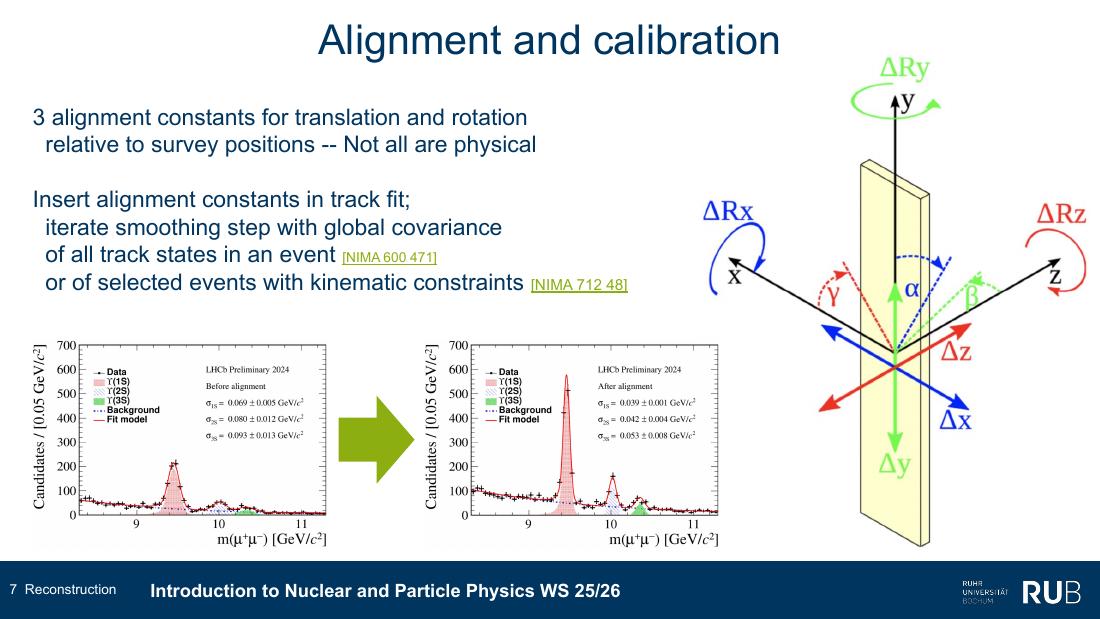 Alignment and calibration
3 alignment constants for translation and rotation
relative to survey positions -- Not all are physical
Insert alignment constants in track fit;
iterate smoothing step with global covariance
of all track states in an event [NIMA 600 471]
or of selected events with kinematic constraints [NIMA 712 48]
Candidates / [0.05 GeV/c²]
700
600
500
400
300
200
100
0
Data
ϒ(1S)
ϒ(2S)
ϒ(3S)
Background
Fit model
LHCb Preliminary 2024
Before alignment
σ1S = 0.069 ± 0.005 GeV/c²
σ2S = 0.080 ± 0.012 GeV/c²
σ3S = 0.093 ± 0.013 GeV/c²
9 10 11
m(μ⁺μ⁻) [GeV/c²]
Candidates / [0.05 GeV/c²]
700
600
500
400
300
200
100
0
Data
ϒ(1S)
ϒ(2S)
ϒ(3S)
Background
Fit model
LHCb Preliminary 2024
After alignment
σ1S = 0.039 ± 0.001 GeV/c²
σ2S = 0.042 ± 0.004 GeV/c²
σ3S = 0.053 ± 0.008 GeV/c²
9 10 11
m(μ⁺μ⁻) [GeV/c²]
ΔRy
y
ΔRx
x
ΔRz
z
γ
α
β
Δz
Δx
Δy
7 Reconstruction
Introduction to Nuclear and Particle Physics WS 25/26
RUHR
UNIVERSITÄT
BOCHUM
RUB